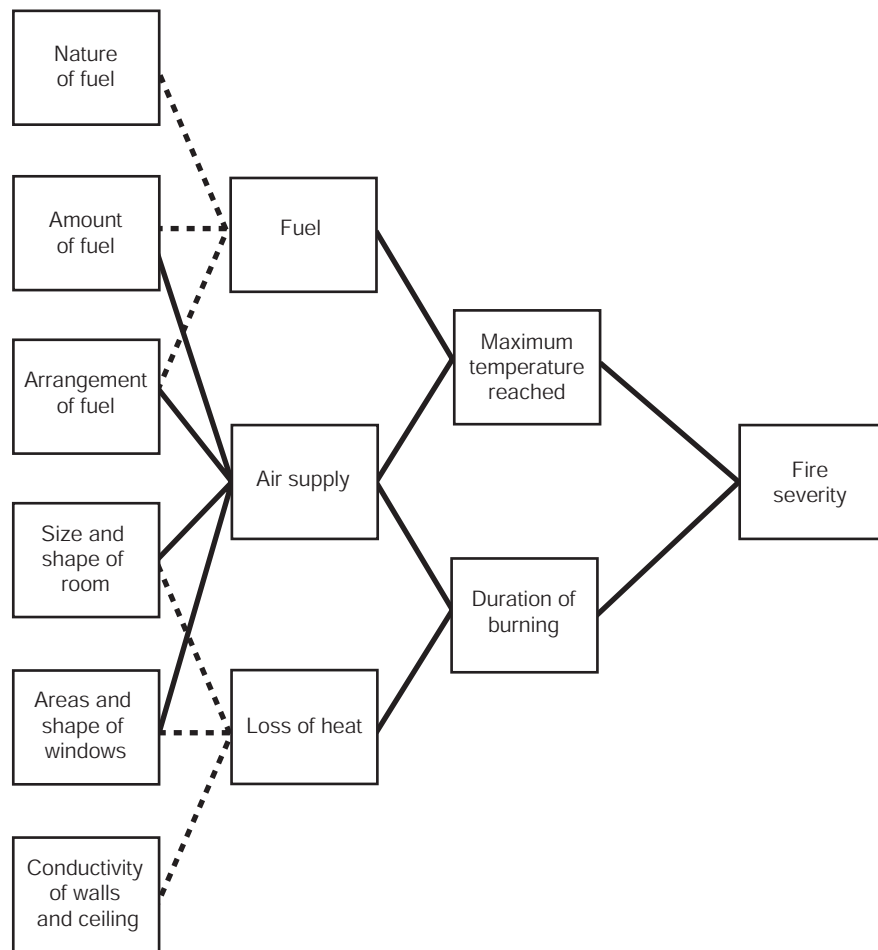 Nature
of fuel
Amount
of fuel
Fuel
Arrangement
of fuel
Maximum
temperature
reached
Air supply
Fire
severity
Size and
shape of
room
Duration of
burning
Areas and
shape of
windows
Loss of heat
Conductivity
of walls
and ceiling